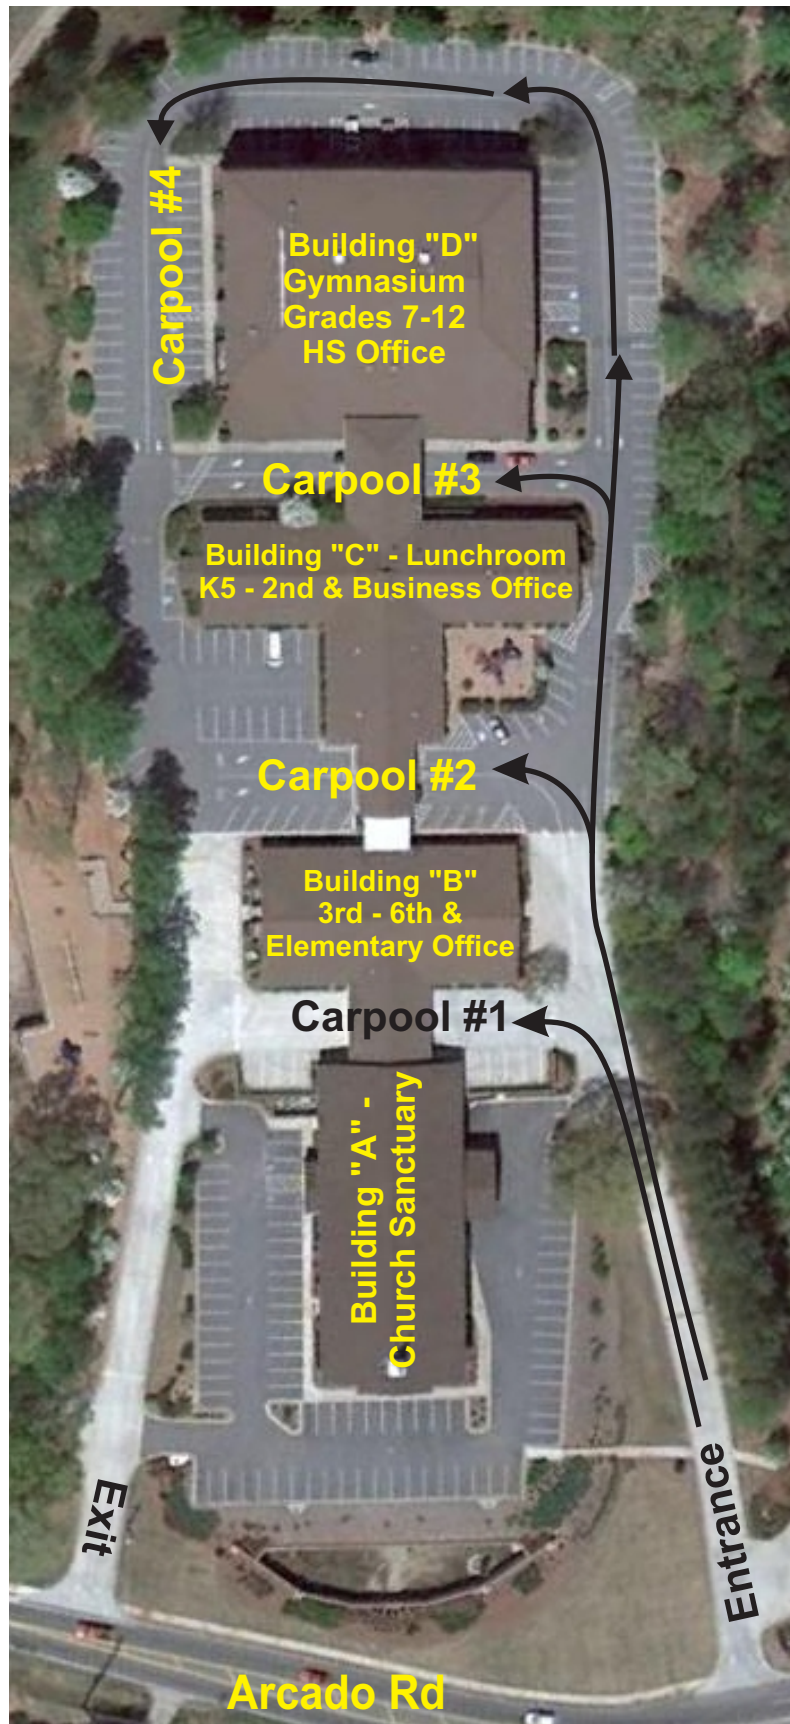 Carpool #4
Building "D"
Gymnasium
Grades 7-12
HS Office
Carpool #3
Building "C" - Lunchroom
K5 - 2nd & Business Office
Carpool #2
Building "B"
3rd - 6th &
Elementary Office
Carpool #1
Building "A" -
Church Sanctuary
Exit
Entrance
Arcado Rd